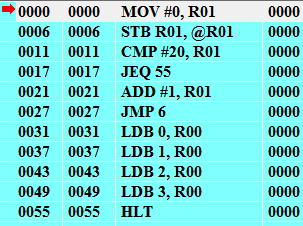 0000 0000 MOV #0, R01 0000
0006 0006 STB R01, @R01 0000
0011 0011 CMP #20, R01 0000
0017 0017 JEQ 55 0000
0021 0021 ADD #1, R01 0000
0027 0027 JMP 6 0000
0031 0031 LDB 0, R00 0000
0037 0037 LDB 1, R00 0000
0043 0043 LDB 2, R00 0000
0049 0049 LDB 3, R00 0000
0055 0055 HLT 0000